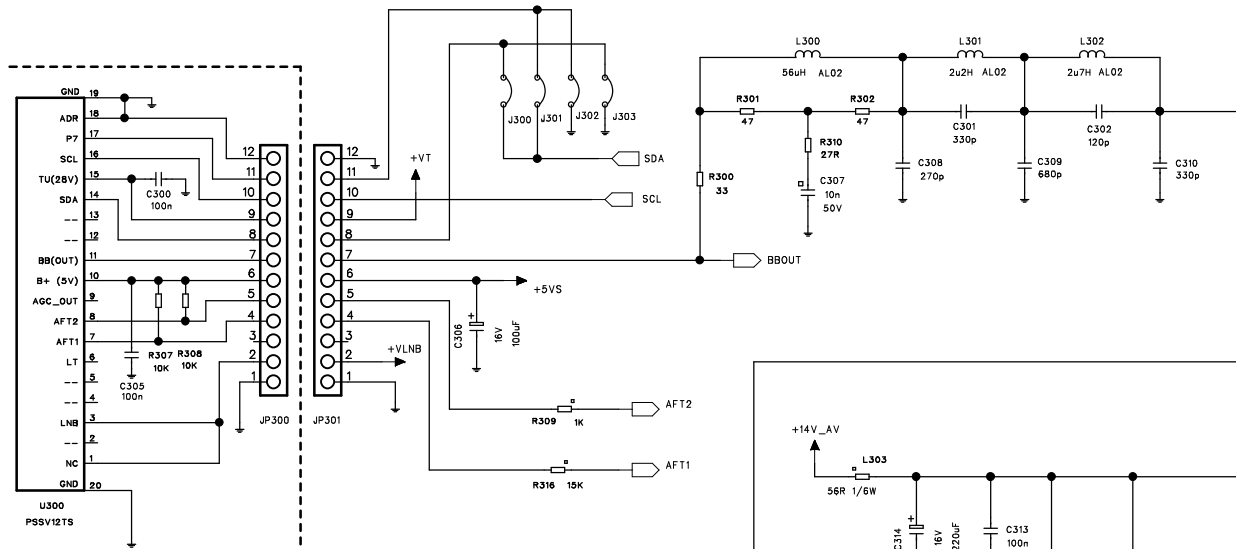 GND 19
ADR 18
P7 17
SCL 16
TU(28V) 15
SDA 14
-- 13
-- 12
BB(OUT) 11
B+ (5V) 10
AGC_OUT 9
AFT2 8
AFT1 7
LT 6
-- 5
-- 4
LNB 3
-- 2
NC 1
GND 20
U300
PSSV12TS
C300
100n
C305
100n
R307
10K
R308
10K
12
11
10
9
8
7
6
5
4
3
2
1
JP300
12
11
10
9
8
7
6
5
4
3
2
1
JP301
+VT
J300
J301
J302
J303
SDA
SCL
BBOUT
+5VS
C306
16V
100uF
+VLNB
R309 1K
AFT2
R316 15K
AFT1
L300
56uH AL02
L301
2u2H AL02
L302
2u7H AL02
R301
47
R302
47
R310
27R
R300
33
C307
10n
50V
C308
270p
C301
330p
C309
680p
C302
120p
C310
330p
+14V_AV
L303
56R 1/6W
C314
16V
220uF
C313
100n